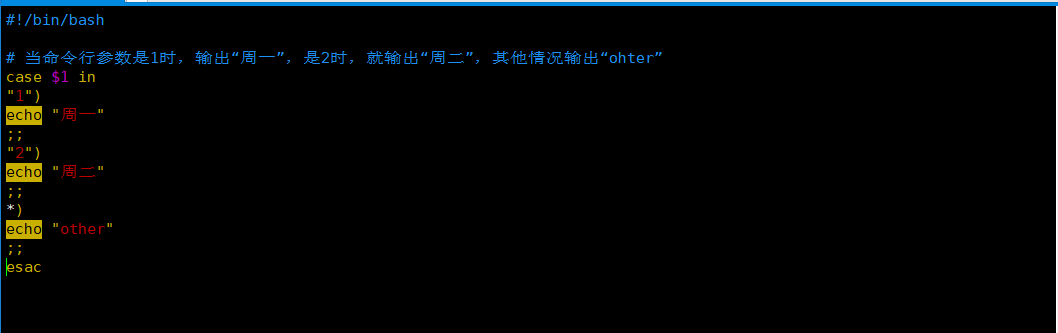 #!/bin/bash
# 当命令行参数是1时，输出“周一”，是2时，就输出“周二”，其他情况输出“ohter”
case $1 in
"1")
echo "周一"
;;
"2")
echo "周二"
;;
*)
echo "other"
;;
esac